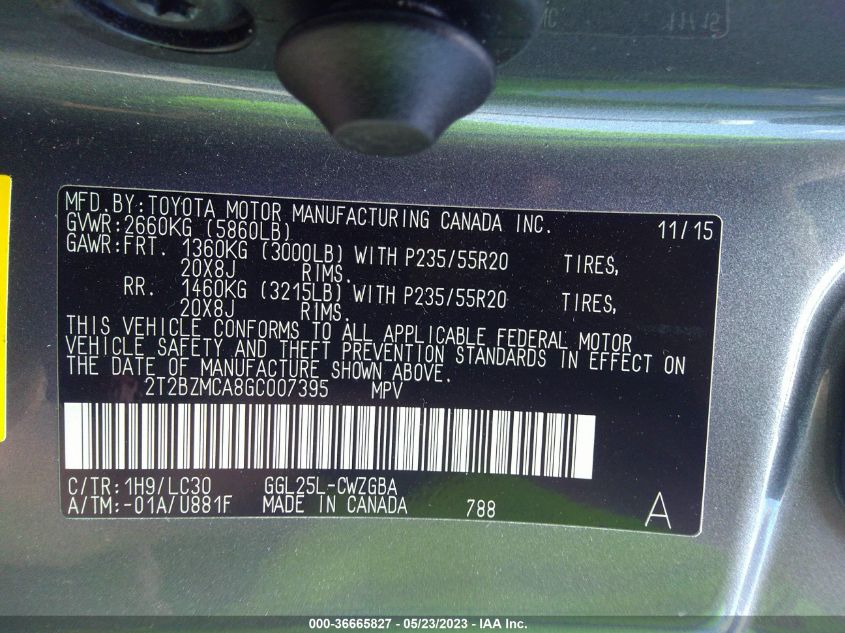 11/15
MFD.BY:TOYOTA MOTOR MANUFACTURING CANADA INC. 11/15
GVWR:2660KG (5860LB)
GAWR:FRT. 1360KG (3000LB) WITH P235/55R20 TIRES,
20X8J RIMS.
RR. 1460KG (3215LB) WITH P235/55R20 TIRES,
20X8J RIMS.
THIS VEHICLE CONFORMS TO ALL APPLICABLE FEDERAL MOTOR
VEHICLE SAFETY AND THEFT PREVENTION STANDARDS IN EFFECT ON
THE DATE OF MANUFACTURE SHOWN ABOVE.
2T2BZMCA8GC007395 MPV
C/TR:1H9/LC30 GGL25L-CWZGBA
A/TM:-01A/U881F MADE IN CANADA 788 A
000-36665827 - 05/23/2023 - IAA Inc.